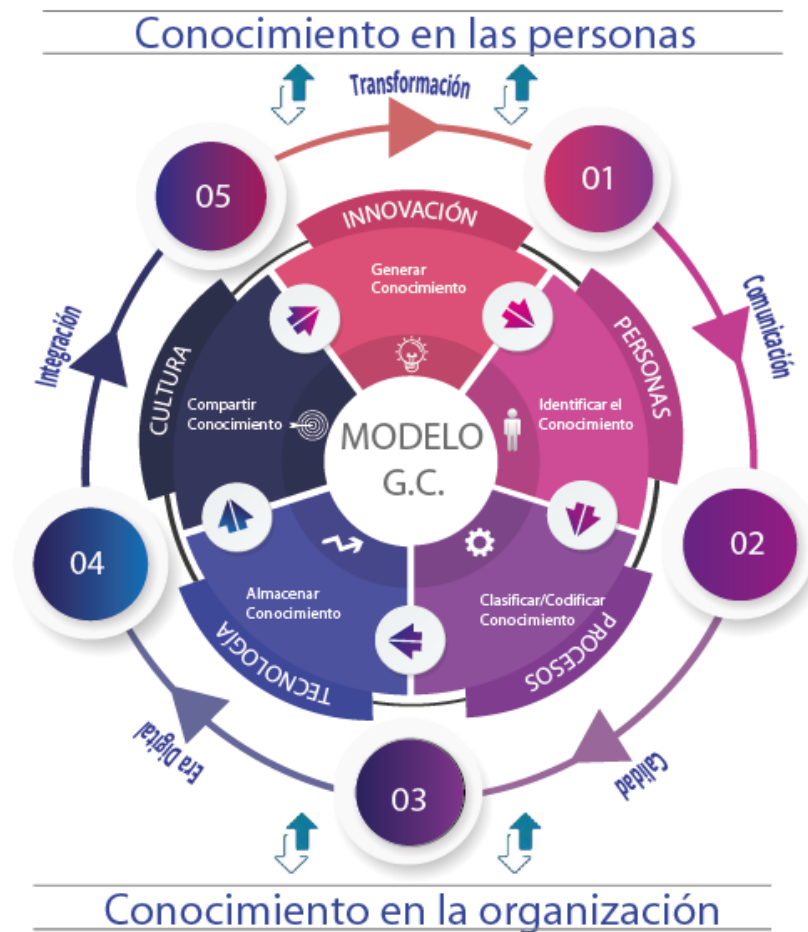 Conocimiento en las personas
Transformación
05
01
INNOVACIÓN
Generar
Conocimiento
Comunicación
PERSONAS
Identificar el
Conocimiento
Integración
CULTURA
Compartir
Conocimiento
MODELO
G.C.
04
02
Almacenar
Conocimiento
TECNOLOGÍA
Clasificar/Codificar
Conocimiento
PROCESOS
Era Digital
Calidad
03
Conocimiento en la organización